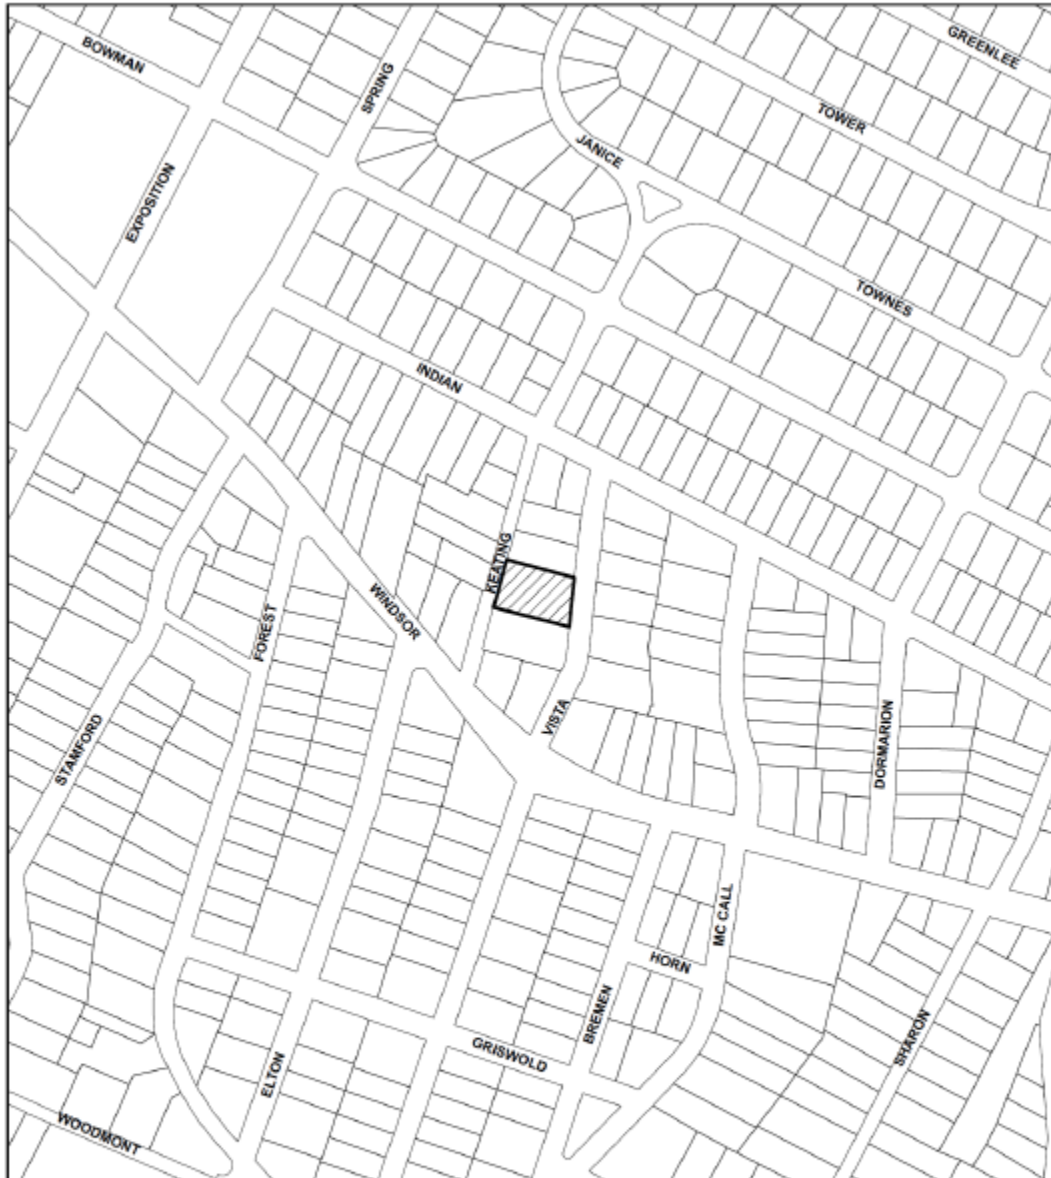 GREENLEE
BOWMAN
SPRING
TOWER
JANICE
EXPOSITION
TOWNES
INDIAN
KEATING
WINDSOR
FOREST
STAMFORD
VISTA
DORMARION
MC CALL
HORN
BREMEN
SHARON
GRISWOLD
ELTON
WOODMONT